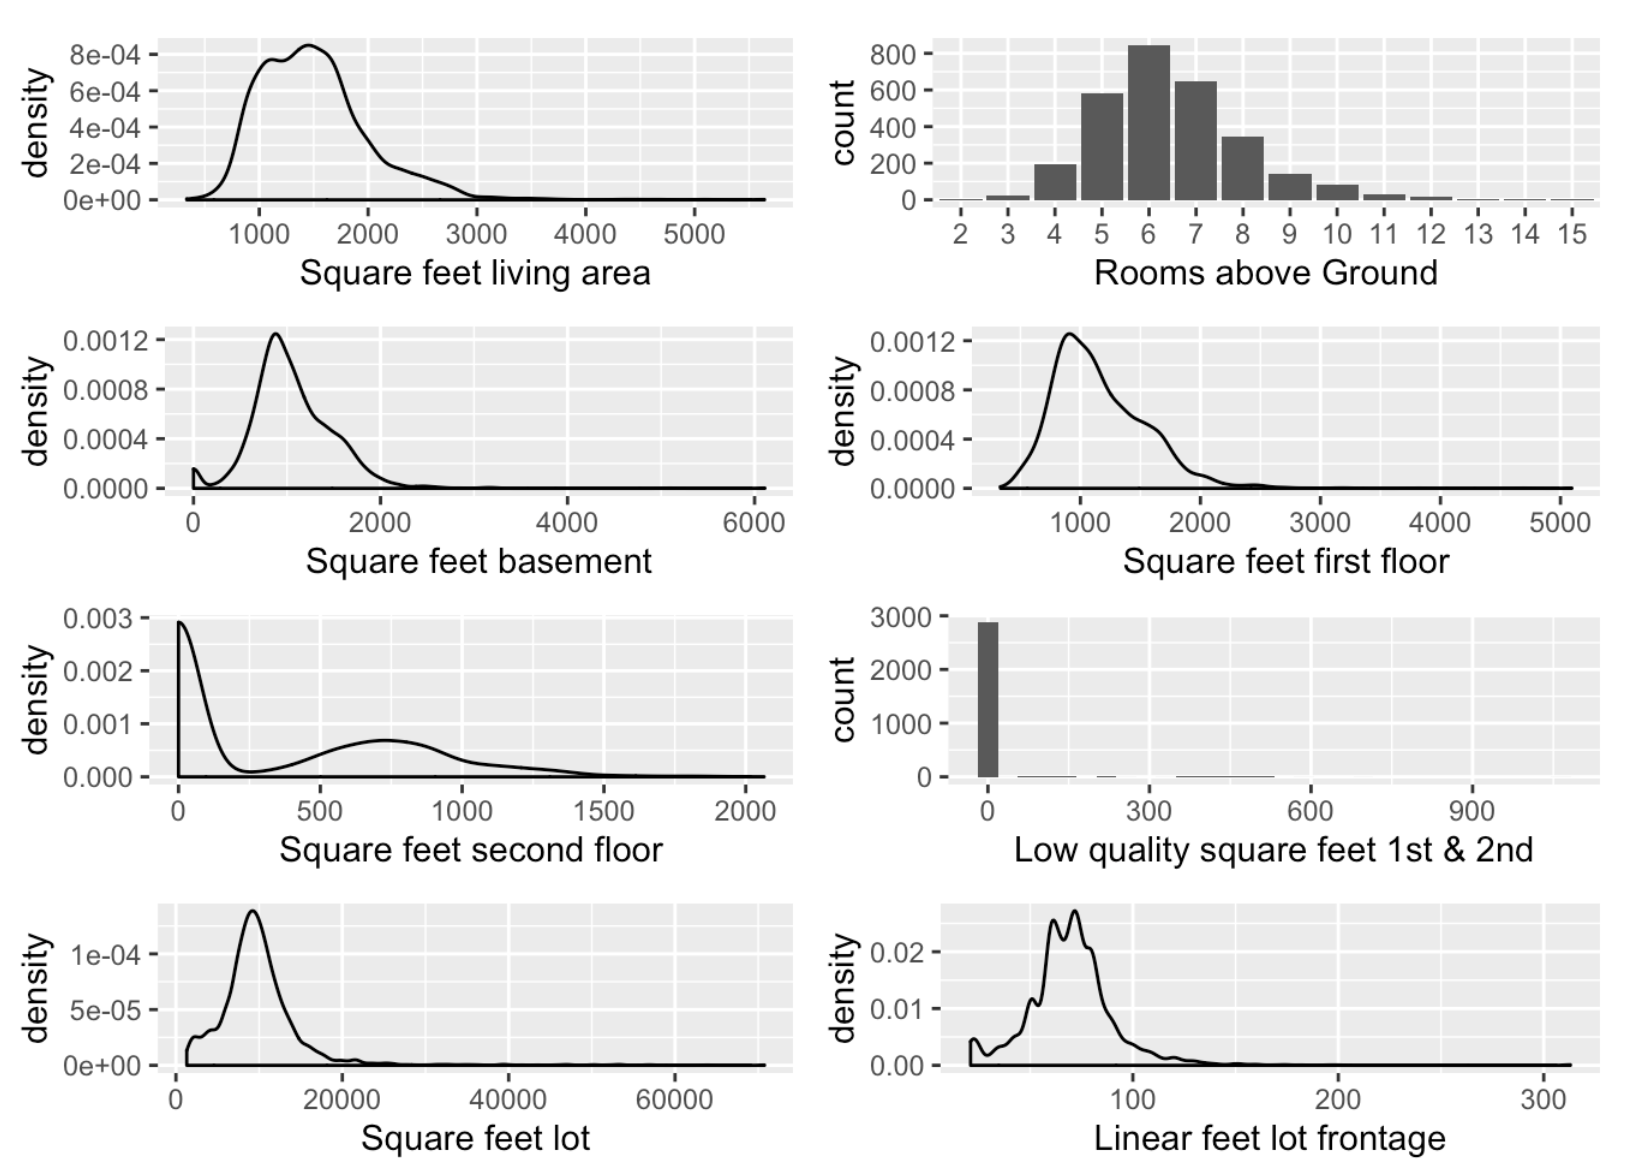 density
8e-04
6e-04
4e-04
2e-04
0e+00
1000 2000 3000 4000 5000
Square feet living area
count
800
600
400
200
0
2 3 4 5 6 7 8 9 10 11 12 13 14 15
Rooms above Ground
density
0.0012
0.0008
0.0004
0.0000
0 2000 4000 6000
Square feet basement
density
0.0012
0.0008
0.0004
0.0000
1000 2000 3000 4000 5000
Square feet first floor
density
0.003
0.002
0.001
0.000
0 500 1000 1500 2000
Square feet second floor
count
3000
2000
1000
0
0 300 600 900
Low quality square feet 1st & 2nd
density
1e-04
5e-05
0e+00
0 20000 40000 60000
Square feet lot
density
0.02
0.01
0.00
100 200 300
Linear feet lot frontage